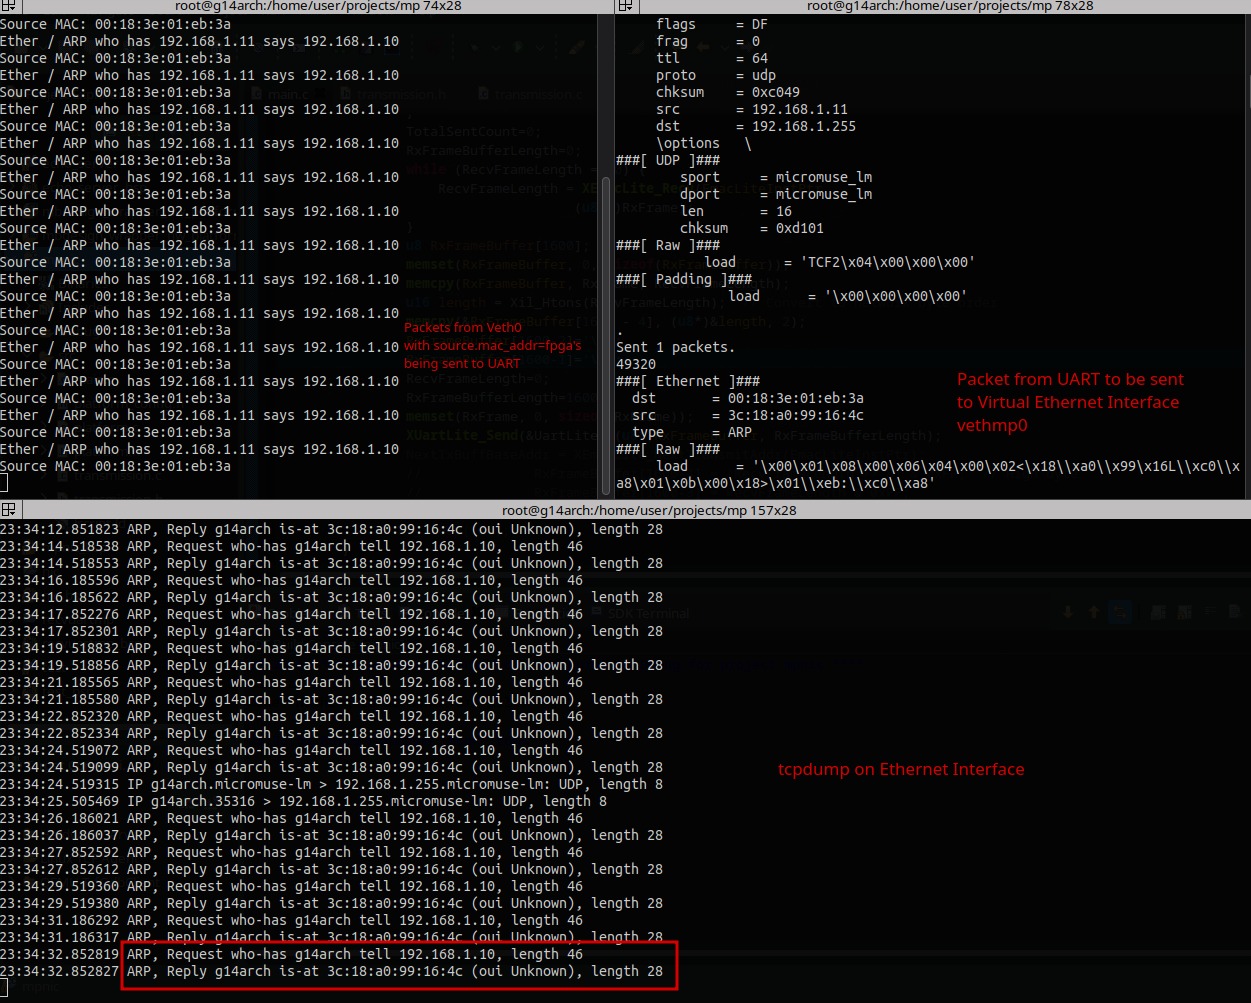 root@g14arch:/home/user/projects/mp 74x28
Source MAC: 00:18:3e:01:eb:3a
Ether / ARP who has 192.168.1.11 says 192.168.1.10
Source MAC: 00:18:3e:01:eb:3a
Ether / ARP who has 192.168.1.11 says 192.168.1.10
Source MAC: 00:18:3e:01:eb:3a
Ether / ARP who has 192.168.1.11 says 192.168.1.10
Source MAC: 00:18:3e:01:eb:3a
Ether / ARP who has 192.168.1.11 says 192.168.1.10
Source MAC: 00:18:3e:01:eb:3a
Ether / ARP who has 192.168.1.11 says 192.168.1.10
Source MAC: 00:18:3e:01:eb:3a
Ether / ARP who has 192.168.1.11 says 192.168.1.10
Source MAC: 00:18:3e:01:eb:3a
Ether / ARP who has 192.168.1.11 says 192.168.1.10
Source MAC: 00:18:3e:01:eb:3a
Ether / ARP who has 192.168.1.11 says 192.168.1.10
Source MAC: 00:18:3e:01:eb:3a
Ether / ARP who has 192.168.1.11 says 192.168.1.10
Source MAC: 00:18:3e:01:eb:3a
Ether / ARP who has 192.168.1.11 says 192.168.1.10
Source MAC: 00:18:3e:01:eb:3a
Ether / ARP who has 192.168.1.11 says 192.168.1.10
Source MAC: 00:18:3e:01:eb:3a
Ether / ARP who has 192.168.1.11 says 192.168.1.10
Source MAC: 00:18:3e:01:eb:3a
Ether / ARP who has 192.168.1.11 says 192.168.1.10
Source MAC: 00:18:3e:01:eb:3a
Packets from Veth0
with source.mac_addr=fpga's
being sent to UART
root@g14arch:/home/user/projects/mp 78x28
flags = DF
frag = 0
ttl = 64
proto = udp
chksum = 0xc049
src = 192.168.1.11
dst = 192.168.1.255
\options \
###[ UDP ]###
sport = micromuse_lm
dport = micromuse_lm
len = 16
chksum = 0xd101
###[ Raw ]###
load = 'TCF2\x04\x00\x00\x00'
###[ Padding ]###
load = '\x00\x00\x00\x00'
.
Sent 1 packets.
49320
###[ Ethernet ]###
dst = 00:18:3e:01:eb:3a
src = 3c:18:a0:99:16:4c
type = ARP
###[ Raw ]###
load = '\x00\x01\x08\x00\x06\x04\x00\x02<\x18\\xa0\\x99\x16L\\xc0\\x
a8\x01\x0b\x00\x18>\x01\\xeb:\\xc0\\xa8'
Packet from UART to be sent
to Virtual Ethernet Interface
vethmp0
root@g14arch:/home/user/projects/mp 157x28
23:34:12.851823 ARP, Reply g14arch is-at 3c:18:a0:99:16:4c (oui Unknown), length 28
23:34:14.518538 ARP, Request who-has g14arch tell 192.168.1.10, length 46
23:34:14.518553 ARP, Reply g14arch is-at 3c:18:a0:99:16:4c (oui Unknown), length 28
23:34:16.185596 ARP, Request who-has g14arch tell 192.168.1.10, length 46
23:34:16.185622 ARP, Reply g14arch is-at 3c:18:a0:99:16:4c (oui Unknown), length 28
23:34:17.852276 ARP, Request who-has g14arch tell 192.168.1.10, length 46
23:34:17.852301 ARP, Reply g14arch is-at 3c:18:a0:99:16:4c (oui Unknown), length 28
23:34:19.518832 ARP, Request who-has g14arch tell 192.168.1.10, length 46
23:34:19.518856 ARP, Reply g14arch is-at 3c:18:a0:99:16:4c (oui Unknown), length 28
23:34:21.185565 ARP, Request who-has g14arch tell 192.168.1.10, length 46
23:34:21.185580 ARP, Reply g14arch is-at 3c:18:a0:99:16:4c (oui Unknown), length 28
23:34:22.852320 ARP, Request who-has g14arch tell 192.168.1.10, length 46
23:34:22.852334 ARP, Reply g14arch is-at 3c:18:a0:99:16:4c (oui Unknown), length 28
23:34:24.519072 ARP, Request who-has g14arch tell 192.168.1.10, length 46
23:34:24.519099 ARP, Reply g14arch is-at 3c:18:a0:99:16:4c (oui Unknown), length 28
23:34:24.519315 IP g14arch.micromuse-lm > 192.168.1.255.micromuse-lm: UDP, length 8
23:34:25.505469 IP g14arch.35316 > 192.168.1.255.micromuse-lm: UDP, length 8
23:34:26.186021 ARP, Request who-has g14arch tell 192.168.1.10, length 46
23:34:26.186037 ARP, Reply g14arch is-at 3c:18:a0:99:16:4c (oui Unknown), length 28
23:34:27.852592 ARP, Request who-has g14arch tell 192.168.1.10, length 46
23:34:27.852612 ARP, Reply g14arch is-at 3c:18:a0:99:16:4c (oui Unknown), length 28
23:34:29.519360 ARP, Request who-has g14arch tell 192.168.1.10, length 46
23:34:29.519380 ARP, Reply g14arch is-at 3c:18:a0:99:16:4c (oui Unknown), length 28
23:34:31.186292 ARP, Request who-has g14arch tell 192.168.1.10, length 46
23:34:31.186317 ARP, Reply g14arch is-at 3c:18:a0:99:16:4c (oui Unknown), length 28
23:34:32.852819 ARP, Request who-has g14arch tell 192.168.1.10, length 46
23:34:32.852827 ARP, Reply g14arch is-at 3c:18:a0:99:16:4c (oui Unknown), length 28
tcpdump on Ethernet Interface